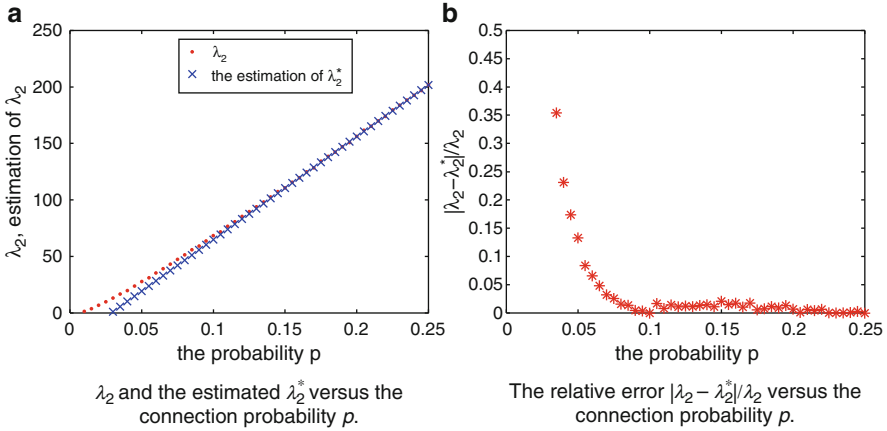 a
250
200
150
100
50
0
λ₂, estimation of λ₂
λ₂
the estimation of λ₂*
0
0.05
0.1
0.15
0.2
0.25
the probability p
λ₂ and the estimated λ₂* versus the
connection probability p.
b
0.5
0.45
0.4
0.35
0.3
0.25
0.2
0.15
0.1
0.05
0
|λ₂−λ₂*|/λ₂
0
0.05
0.1
0.15
0.2
0.25
the probability p
The relative error |λ₂ − λ₂*|/λ₂ versus the
connection probability p.